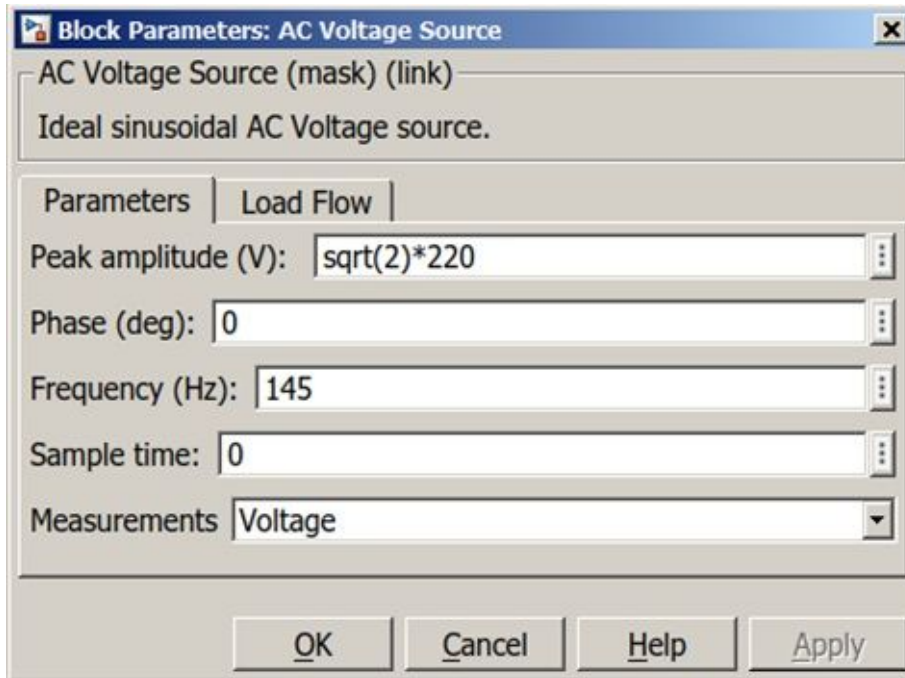 Block Parameters: AC Voltage Source
AC Voltage Source (mask) (link)
Ideal sinusoidal AC Voltage source.
Parameters Load Flow
Peak amplitude (V): sqrt(2)*220
Phase (deg): 0
Frequency (Hz): 145
Sample time: 0
Measurements Voltage
OK Cancel Help Apply